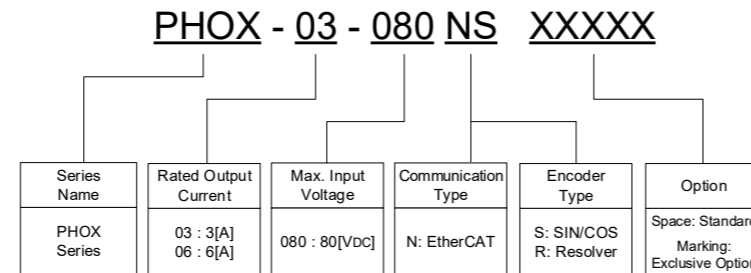 PHOX - 03 - 080 NS XXXXX
Series
Name
PHOX
Series
Rated Output
Current
03 : 3[A]
06 : 6[A]
Max. Input
Voltage
080 : 80[VDC]
Communication
Type
N: EtherCAT
Encoder
Type
S: SIN/COS
R: Resolver
Option
Space: Standard
Marking:
Exclusive Option